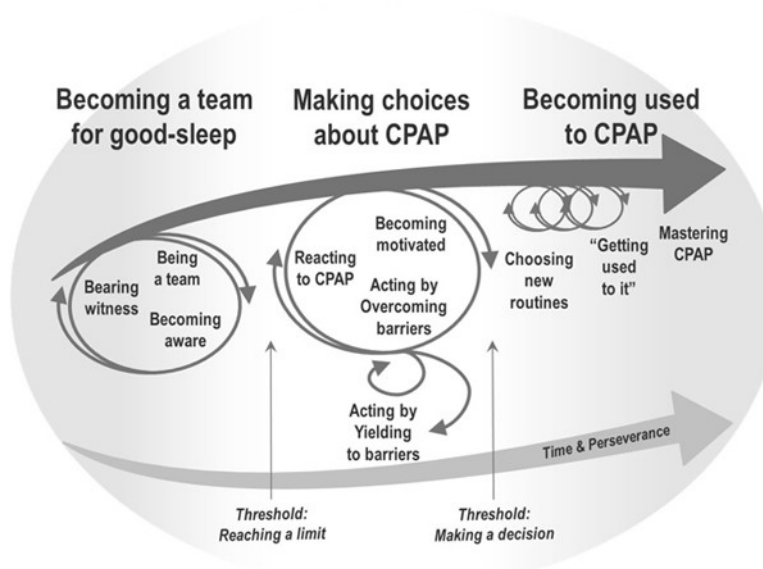 Becoming a team
for good-sleep
Making choices
about CPAP
Becoming used
to CPAP
Bearing
witness
Being
a team
Becoming
aware
Reacting
to CPAP
Becoming
motivated
Acting by
Overcoming
barriers
Acting by
Yielding
to barriers
Choosing
new
routines
“Getting
used
to it”
Mastering
CPAP
Time & Perseverance
Threshold:
Reaching a limit
Threshold:
Making a decision